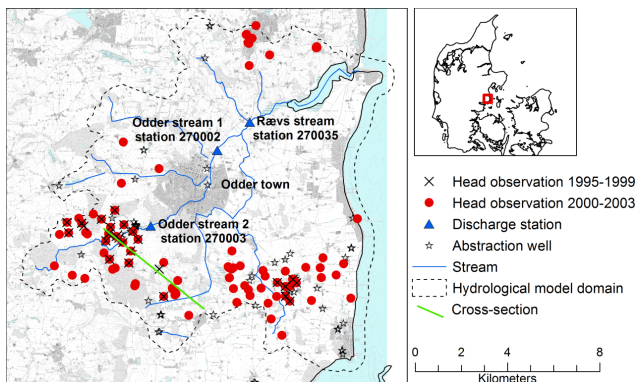 Odder stream 1
station 270002
Rævs stream
station 270035
Odder town
Odder stream 2
station 270003
Head observation 1995-1999
Head observation 2000-2003
Discharge station
Abstraction well
Stream
Hydrological model domain
Cross-section
0 2 4 8
Kilometers